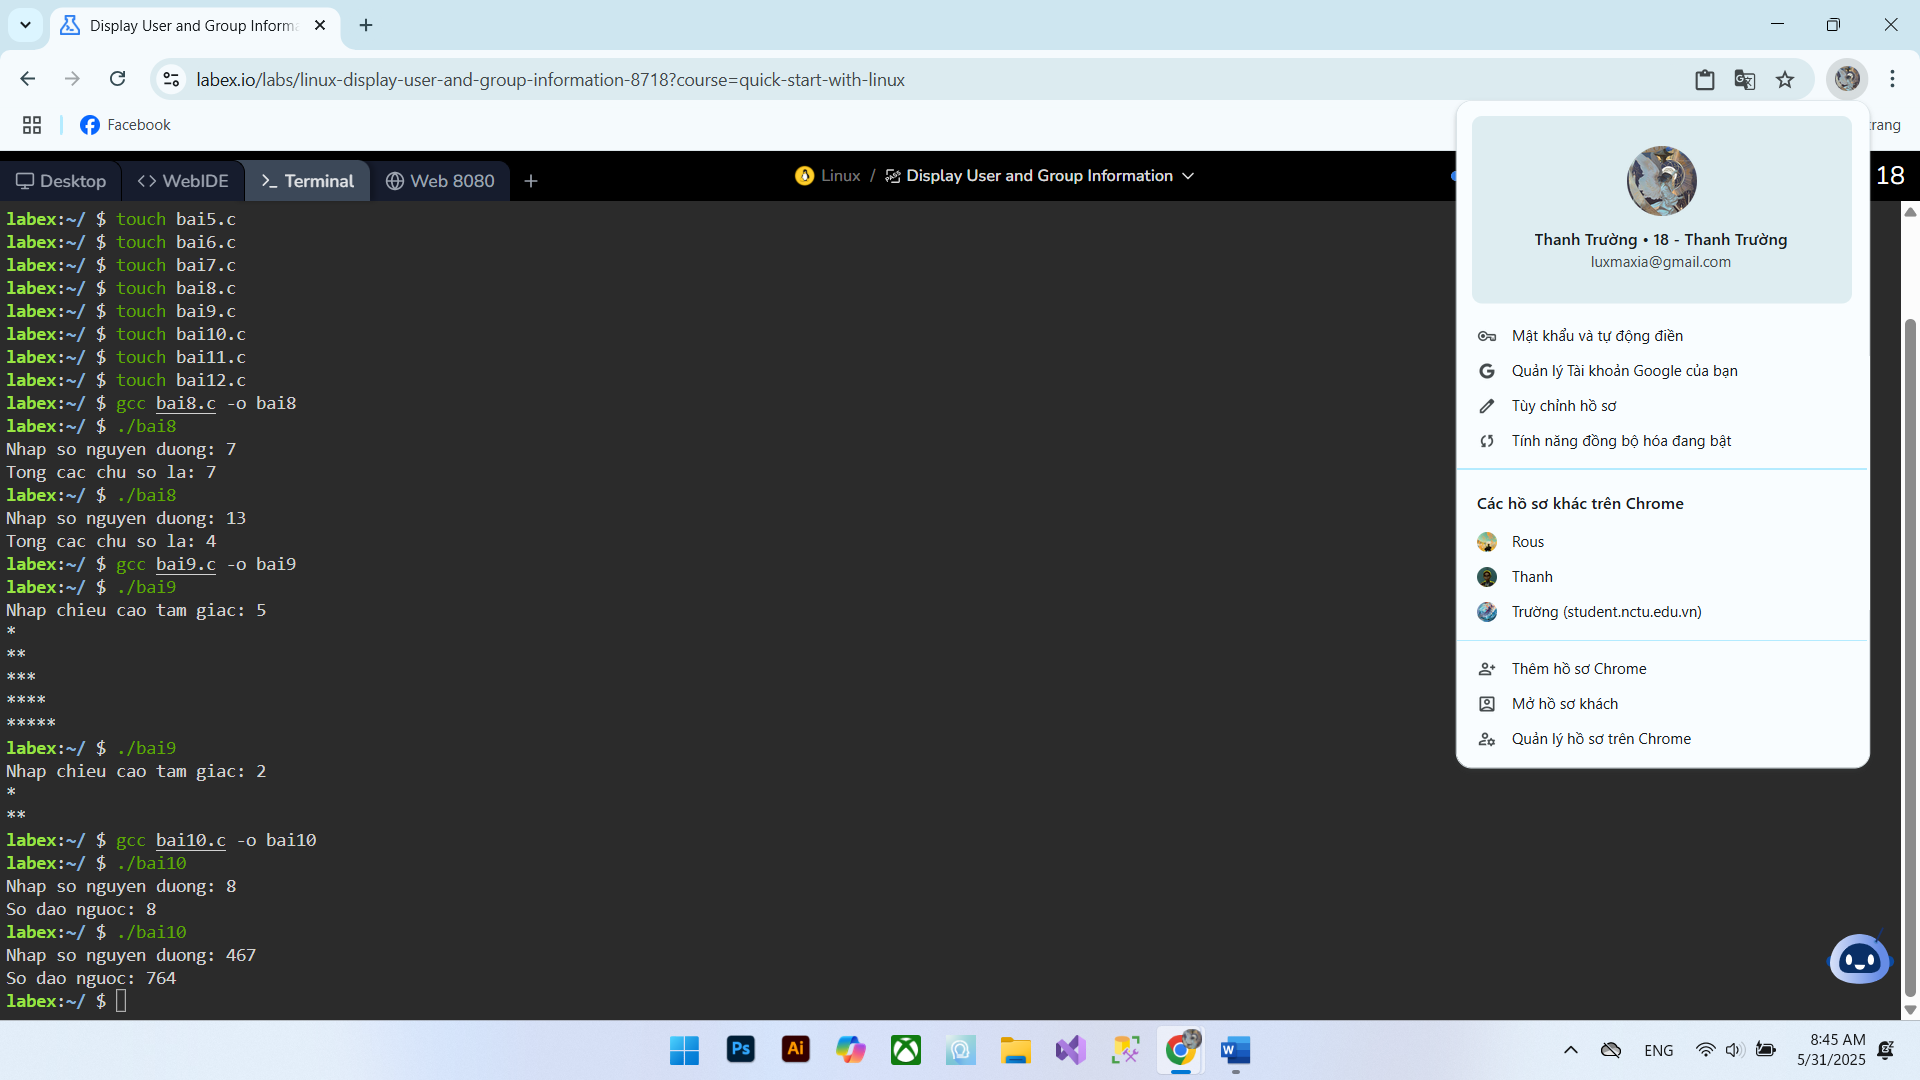 Display User and Group Informa
labex.io/labs/linux-display-user-and-group-information-8718?course=quick-start-with-linux
Facebook
trang
Desktop
WebIDE
Terminal
Web 8080
Linux / Display User and Group Information
18
labex:~/ $ touch bai5.c
labex:~/ $ touch bai6.c
labex:~/ $ touch bai7.c
labex:~/ $ touch bai8.c
labex:~/ $ touch bai9.c
labex:~/ $ touch bai10.c
labex:~/ $ touch bai11.c
labex:~/ $ touch bai12.c
labex:~/ $ gcc bai8.c -o bai8
labex:~/ $ ./bai8
Nhap so nguyen duong: 7
Tong cac chu so la: 7
labex:~/ $ ./bai8
Nhap so nguyen duong: 13
Tong cac chu so la: 4
labex:~/ $ gcc bai9.c -o bai9
labex:~/ $ ./bai9
Nhap chieu cao tam giac: 5
*
**
***
****
*****
labex:~/ $ ./bai9
Nhap chieu cao tam giac: 2
*
**
labex:~/ $ gcc bai10.c -o bai10
labex:~/ $ ./bai10
Nhap so nguyen duong: 8
So dao nguoc: 8
labex:~/ $ ./bai10
Nhap so nguyen duong: 467
So dao nguoc: 764
labex:~/ $
Thanh Trường • 18 - Thanh Trường
luxmaxia@gmail.com
Mật khẩu và tự động điền
Quản lý Tài khoản Google của bạn
Tùy chỉnh hồ sơ
Tính năng đồng bộ hóa đang bật
Các hồ sơ khác trên Chrome
Rous
Thanh
Trường (student.nctu.edu.vn)
Thêm hồ sơ Chrome
Mở hồ sơ khách
Quản lý hồ sơ trên Chrome
Ps
Ai
W
ENG
8:45 AM
5/31/2025